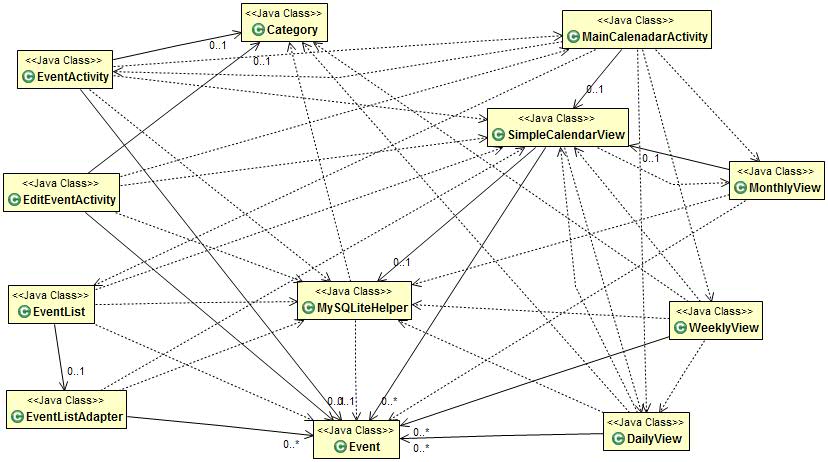 <<Java Class>>
Category
<<Java Class>>
MainCalenadarActivity
<<Java Class>>
EventActivity
0..1
0..1
0..1
<<Java Class>>
SimpleCalendarView
0..1
<<Java Class>>
MonthlyView
<<Java Class>>
EditEventActivity
0..1
<<Java Class>>
EventList
<<Java Class>>
MySQLiteHelper
<<Java Class>>
WeeklyView
0..1
<<Java Class>>
EventListAdapter
0..1
0..*
<<Java Class>>
Event
0..*
0..*
0..*
<<Java Class>>
DailyView